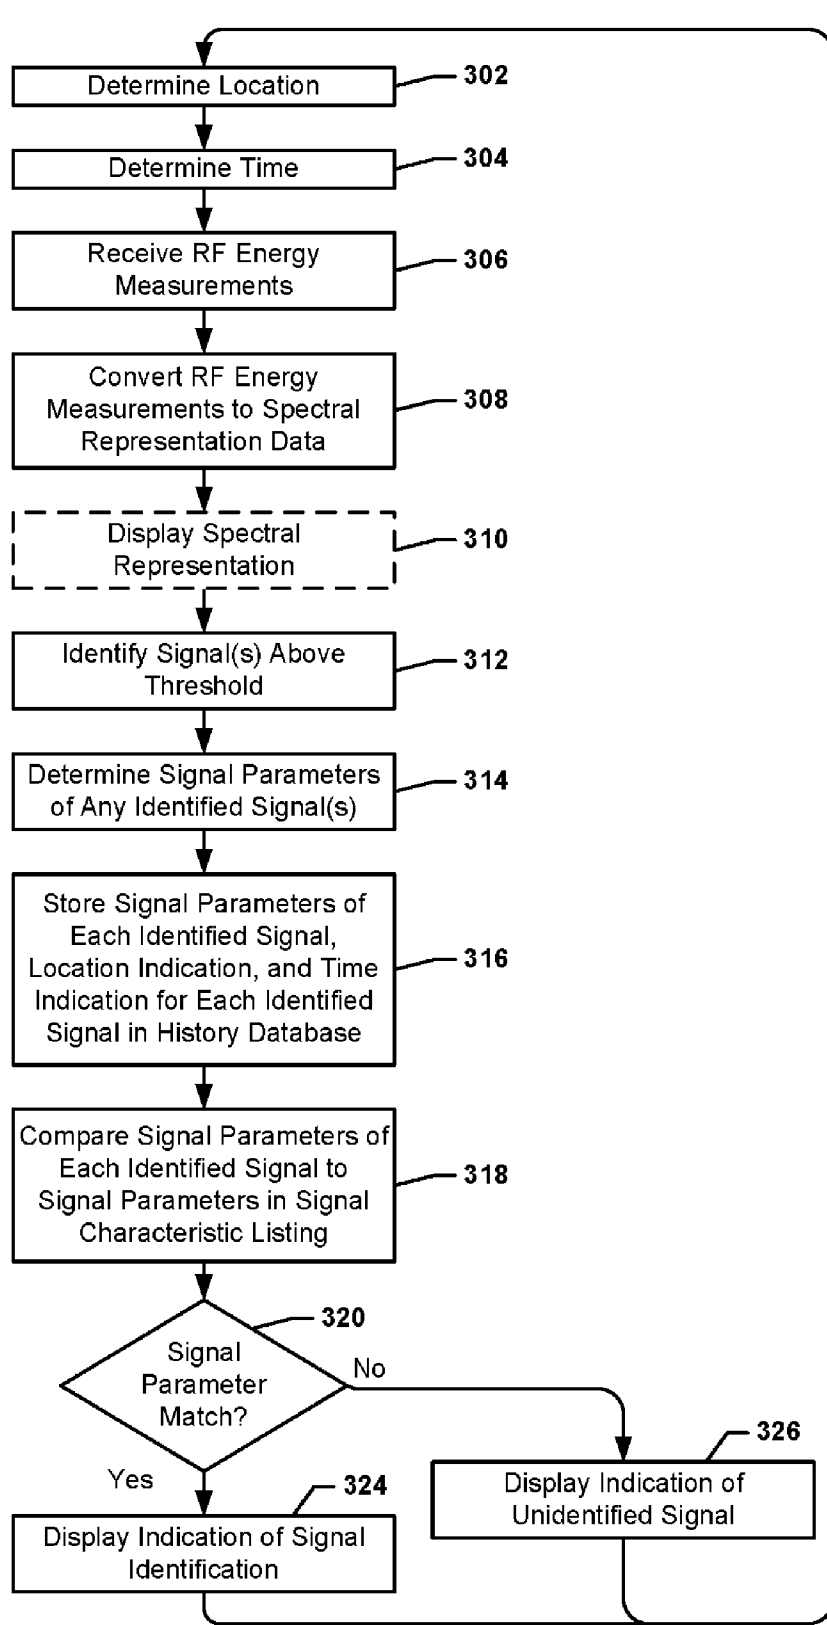 Determine Location
302
Determine Time
304
Receive RF Energy
Measurements
306
Convert RF Energy
Measurements to Spectral
Representation Data
308
Display Spectral
Representation
310
Identify Signal(s) Above
Threshold
312
Determine Signal Parameters
of Any Identified Signal(s)
314
Store Signal Parameters of
Each Identified Signal,
Location Indication, and Time
Indication for Each Identified
Signal in History Database
316
Compare Signal Parameters of
Each Identified Signal to
Signal Parameters in Signal
Characteristic Listing
318
320
Signal
Parameter
Match?
No
Yes
326
Display Indication of
Unidentified Signal
324
Display Indication of Signal
Identification